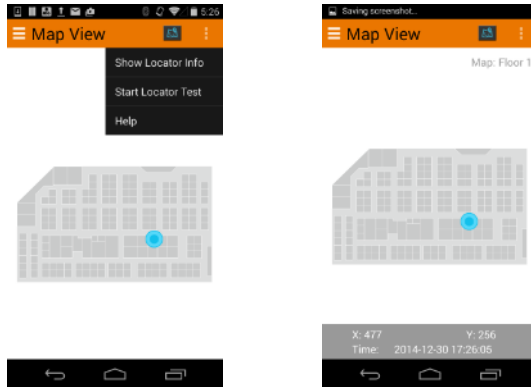 5:26
Map View
Show Locator Info
Start Locator Test
Help
Saving screenshot...
Map View
Map: Floor 1
X: 477 Y: 256
Time: 2014-12-30 17:26:05